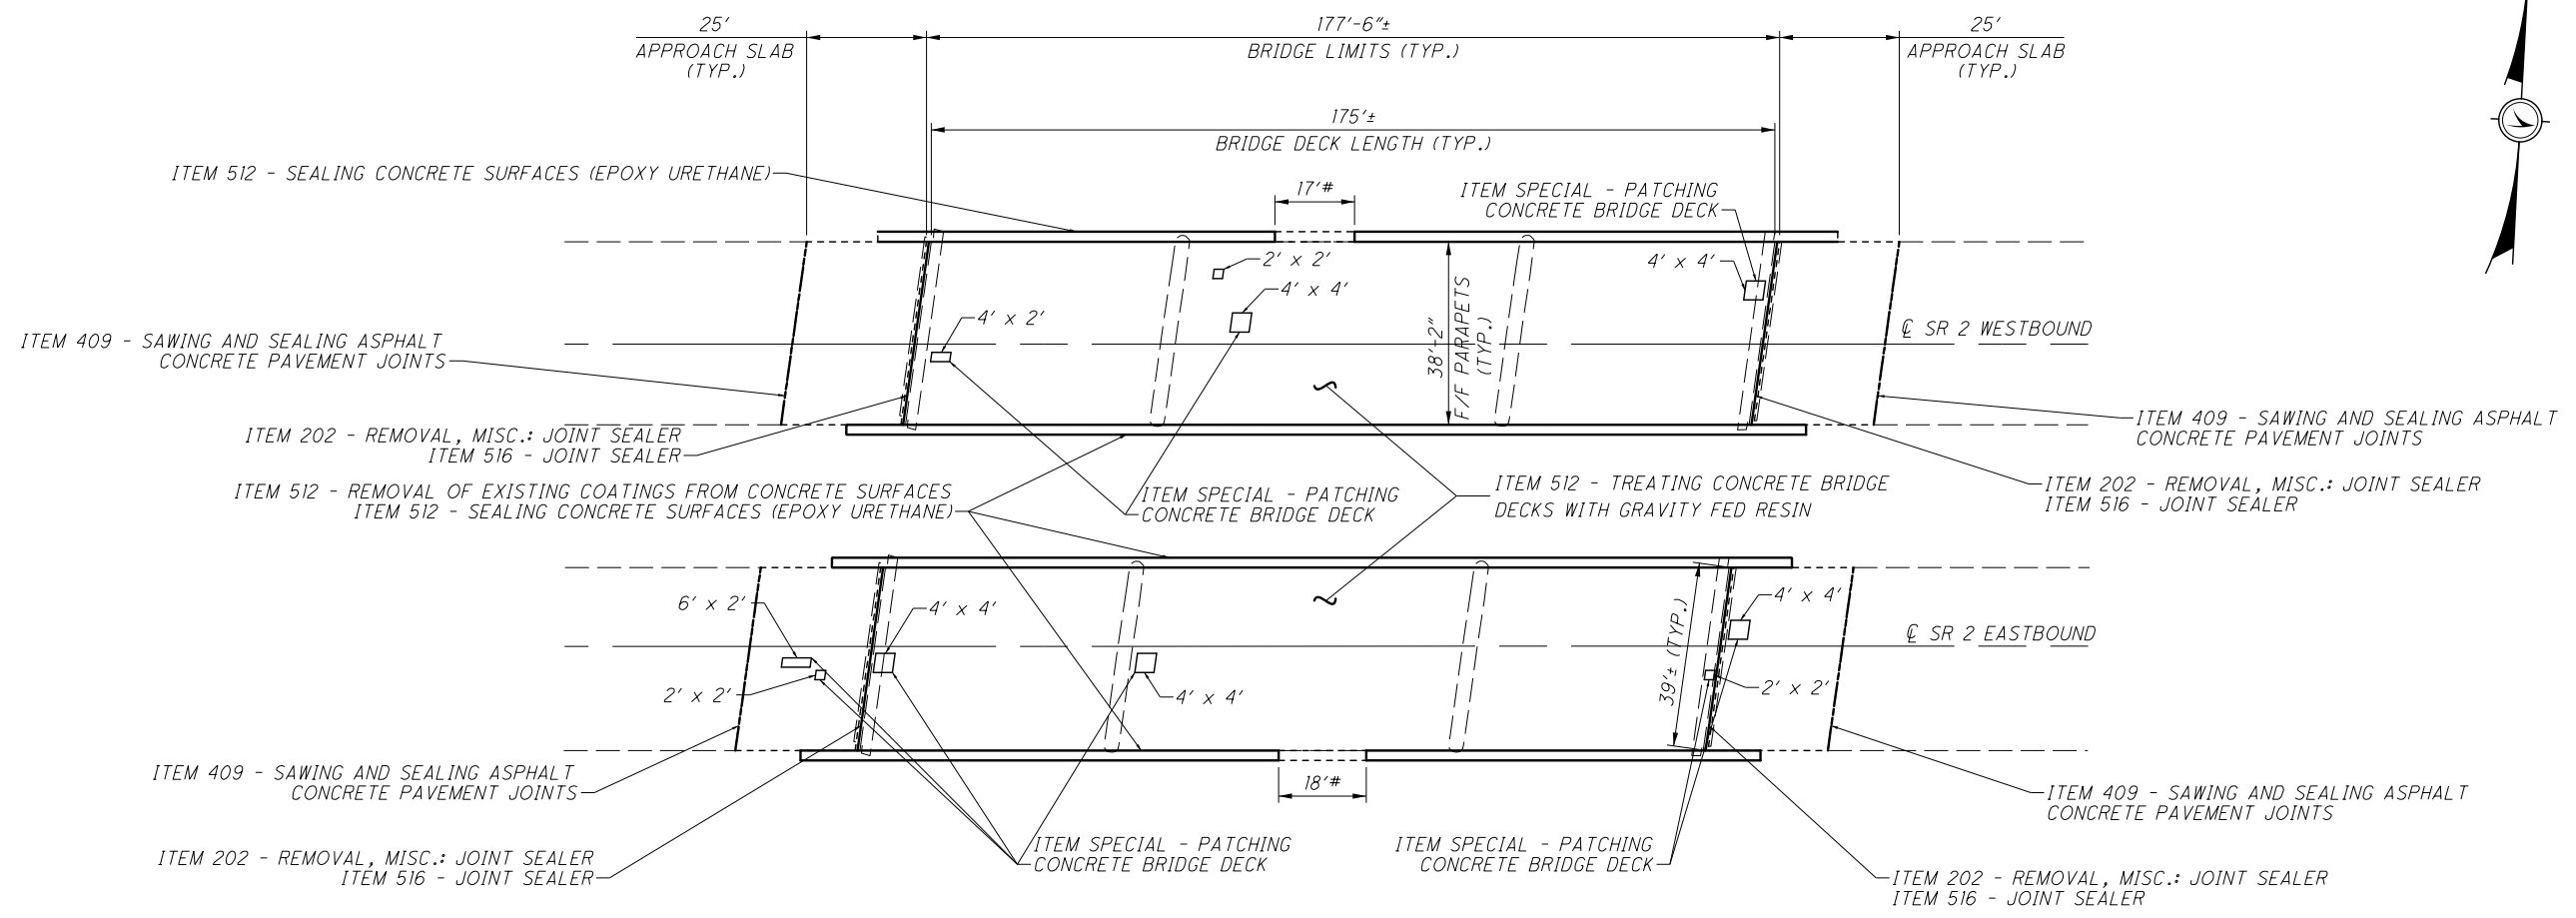 25'
APPROACH SLAB
(TYP.)
177'-6"±
BRIDGE LIMITS (TYP.)
25'
APPROACH SLAB
(TYP.)
175'±
BRIDGE DECK LENGTH (TYP.)
ITEM 512 - SEALING CONCRETE SURFACES (EPOXY URETHANE)
17'#
ITEM SPECIAL - PATCHING
CONCRETE BRIDGE DECK
2' x 2'
4' x 4'
4' x 4'
4' x 2'
38'-2"
F/F PARAPETS
(TYP.)
℄ SR 2 WESTBOUND
ITEM 409 - SAWING AND SEALING ASPHALT
CONCRETE PAVEMENT JOINTS
ITEM 409 - SAWING AND SEALING ASPHALT
CONCRETE PAVEMENT JOINTS
ITEM 202 - REMOVAL, MISC.: JOINT SEALER
ITEM 516 - JOINT SEALER
ITEM 512 - REMOVAL OF EXISTING COATINGS FROM CONCRETE SURFACES
ITEM 512 - SEALING CONCRETE SURFACES (EPOXY URETHANE)
ITEM SPECIAL - PATCHING
CONCRETE BRIDGE DECK
ITEM 512 - TREATING CONCRETE BRIDGE
DECKS WITH GRAVITY FED RESIN
ITEM 202 - REMOVAL, MISC.: JOINT SEALER
ITEM 516 - JOINT SEALER
6' x 2'
4' x 4'
4' x 4'
39'± (TYP.)
℄ SR 2 EASTBOUND
2' x 2'
4' x 4'
2' x 2'
18'#
ITEM 409 - SAWING AND SEALING ASPHALT
CONCRETE PAVEMENT JOINTS
ITEM 409 - SAWING AND SEALING ASPHALT
CONCRETE PAVEMENT JOINTS
ITEM 202 - REMOVAL, MISC.: JOINT SEALER
ITEM 516 - JOINT SEALER
ITEM SPECIAL - PATCHING
CONCRETE BRIDGE DECK
ITEM SPECIAL - PATCHING
CONCRETE BRIDGE DECK
ITEM 202 - REMOVAL, MISC.: JOINT SEALER
ITEM 516 - JOINT SEALER